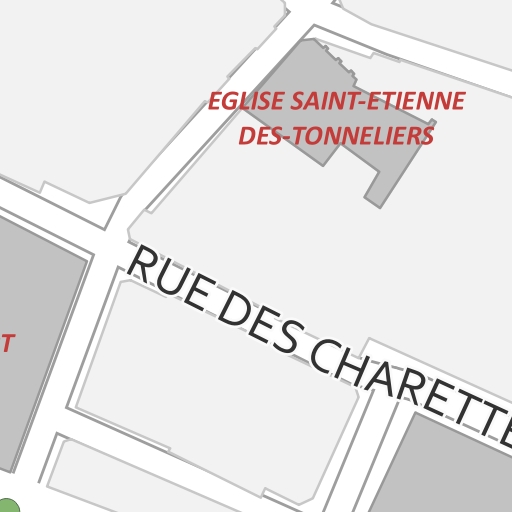 EGLISE SAINT-ETIENNE
DES-TONNELIERS
RUE DES CHARETTE
T